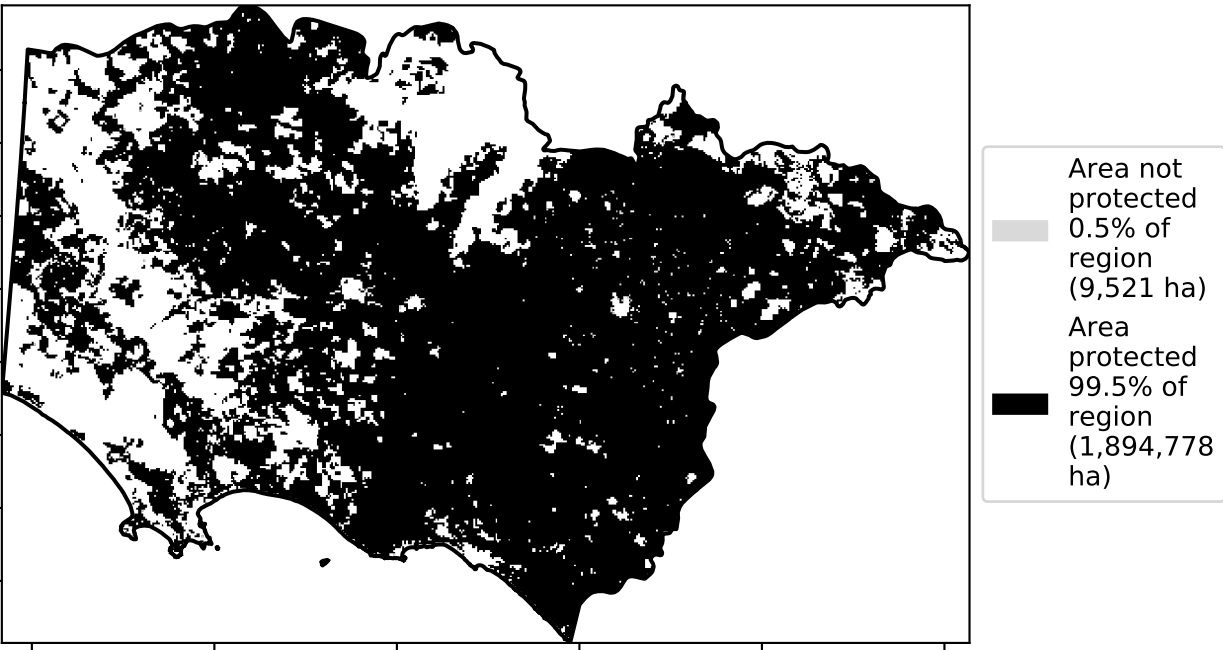 Area not
protected
0.5% of
region
(9,521 ha)
Area
protected
99.5% of
region
(1,894,778
ha)